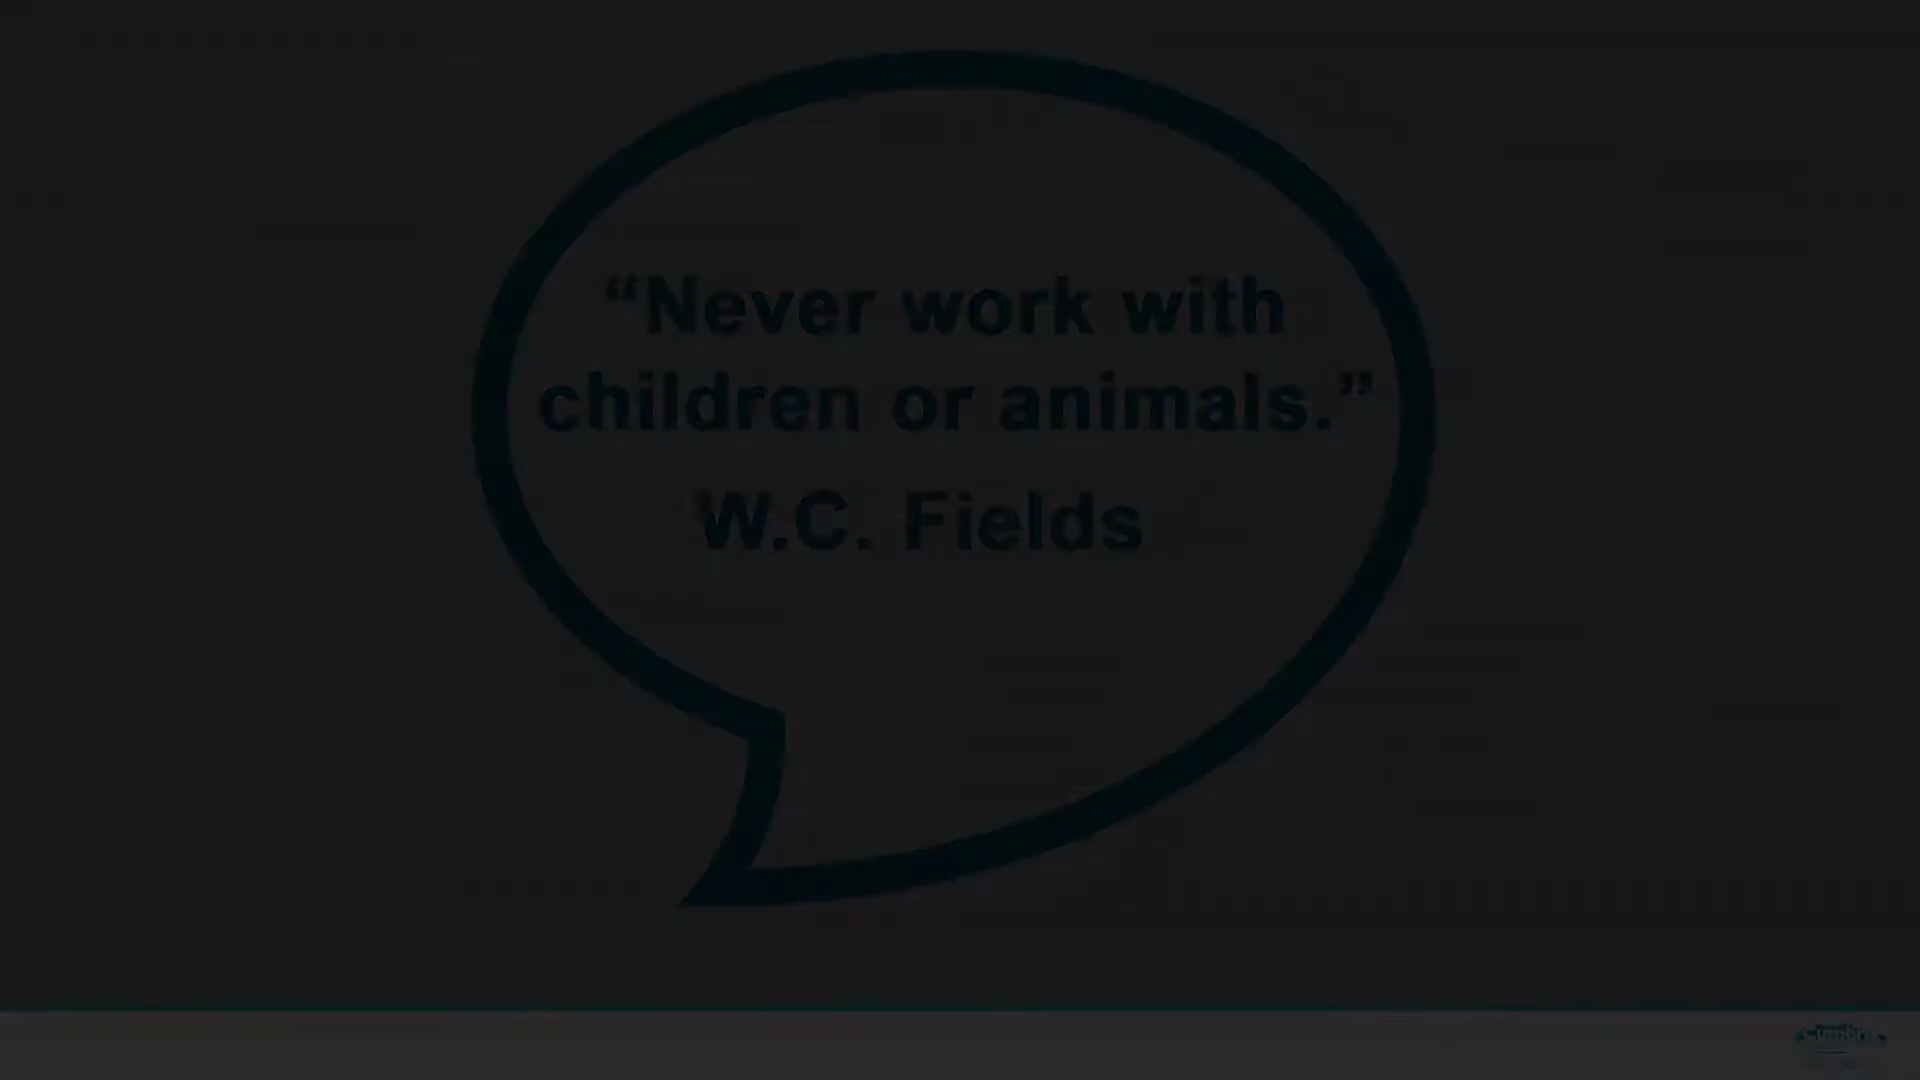 “Never work with
children or animals.”
W.C. Fields